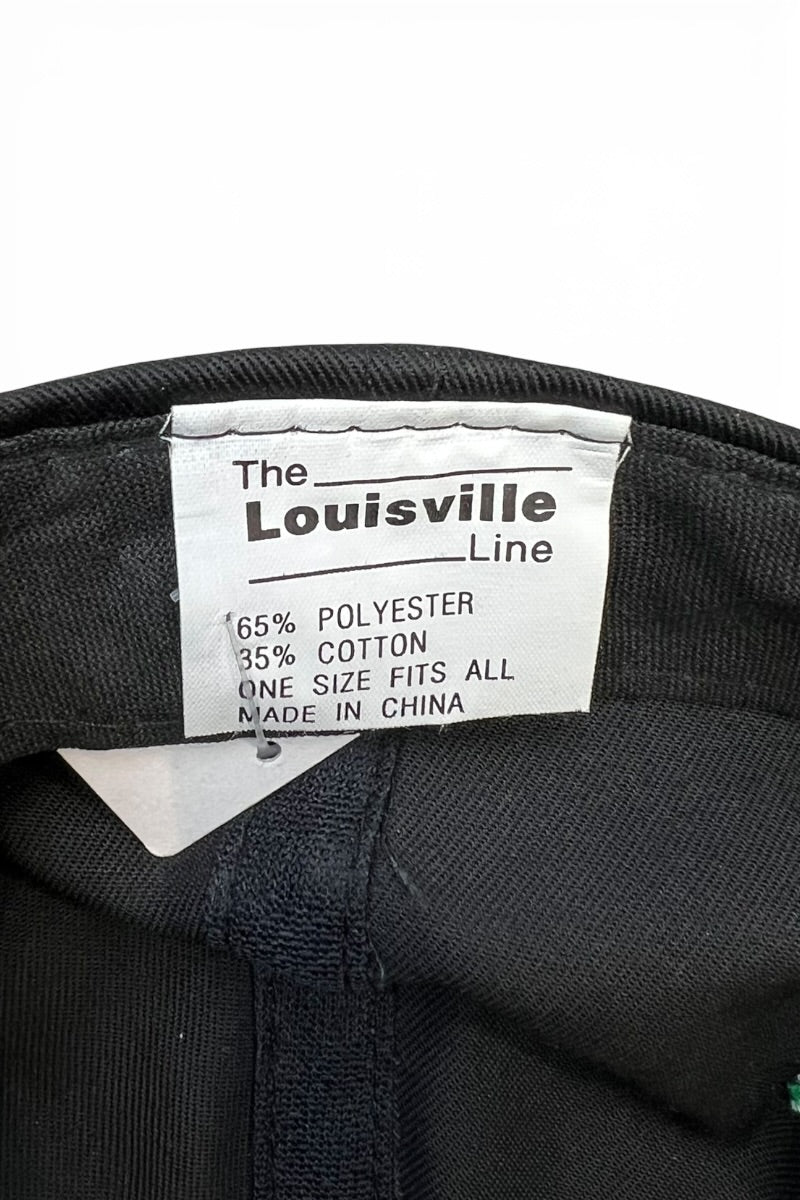 The
Louisville
Line
65% POLYESTER
35% COTTON
ONE SIZE FITS ALL
MADE IN CHINA